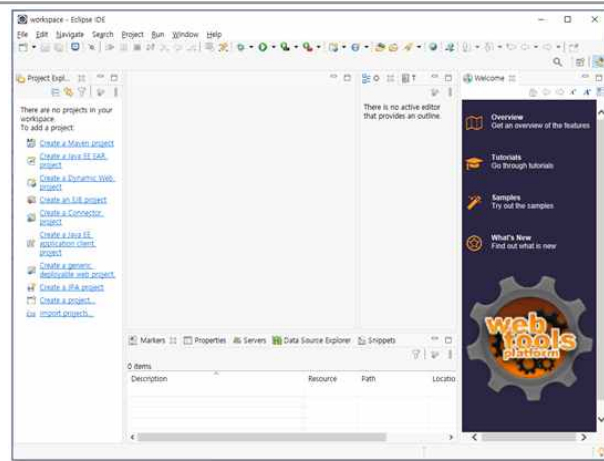 workspace - Eclipse IDE
File Edit Navigate Search Project Run Window Help
Project Expl...
There are no projects in your
workspace.
To add a project:
Create a Maven project
Create a Java EE EAR
project
Create a Dynamic Web
project
Create an EJB project
Create a Connector
project
Create a Java EE
application client
project
Create a generic
deployable web project
Create a JPA project
Create a project...
Import projects...
There is no active editor
that provides an outline.
Welcome
Overview
Get an overview of the features
Tutorials
Go through tutorials
Samples
Try out the samples
What's New
Find out what is new
web
tools
platform
Markers Properties Servers Data Source Explorer Snippets
0 items
Description Resource Path Locatio